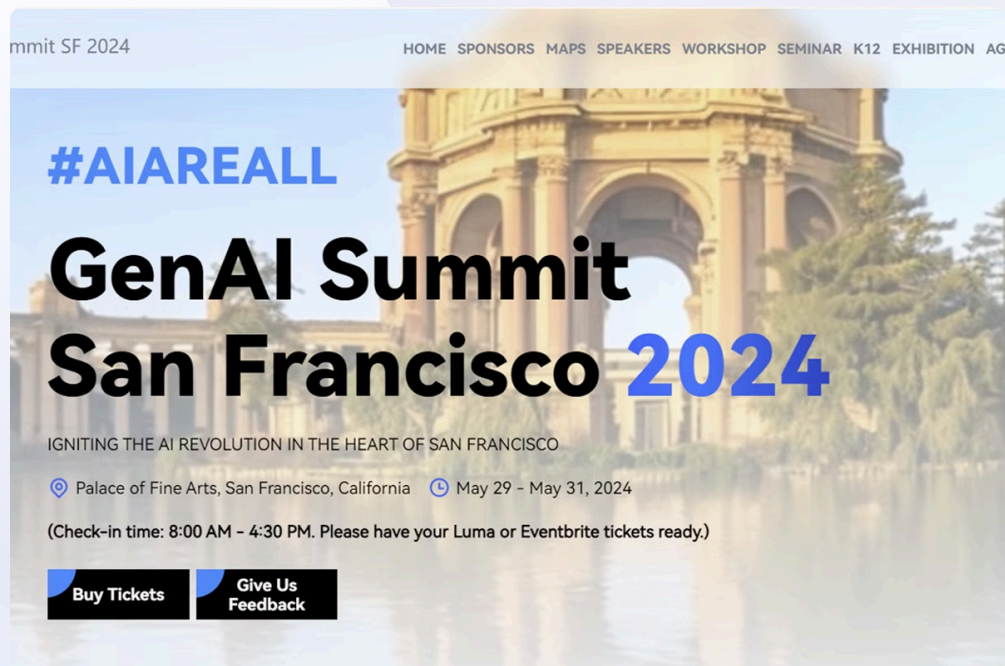 mmit SF 2024
HOME SPONSORS MAPS SPEAKERS WORKSHOP SEMINAR K12 EXHIBITION AG
#AIAREALL
GenAI Summit
San Francisco 2024
IGNITING THE AI REVOLUTION IN THE HEART OF SAN FRANCISCO
Palace of Fine Arts, San Francisco, California May 29 - May 31, 2024
(Check-in time: 8:00 AM - 4:30 PM. Please have your Luma or Eventbrite tickets ready.)
Buy Tickets
Give Us
Feedback